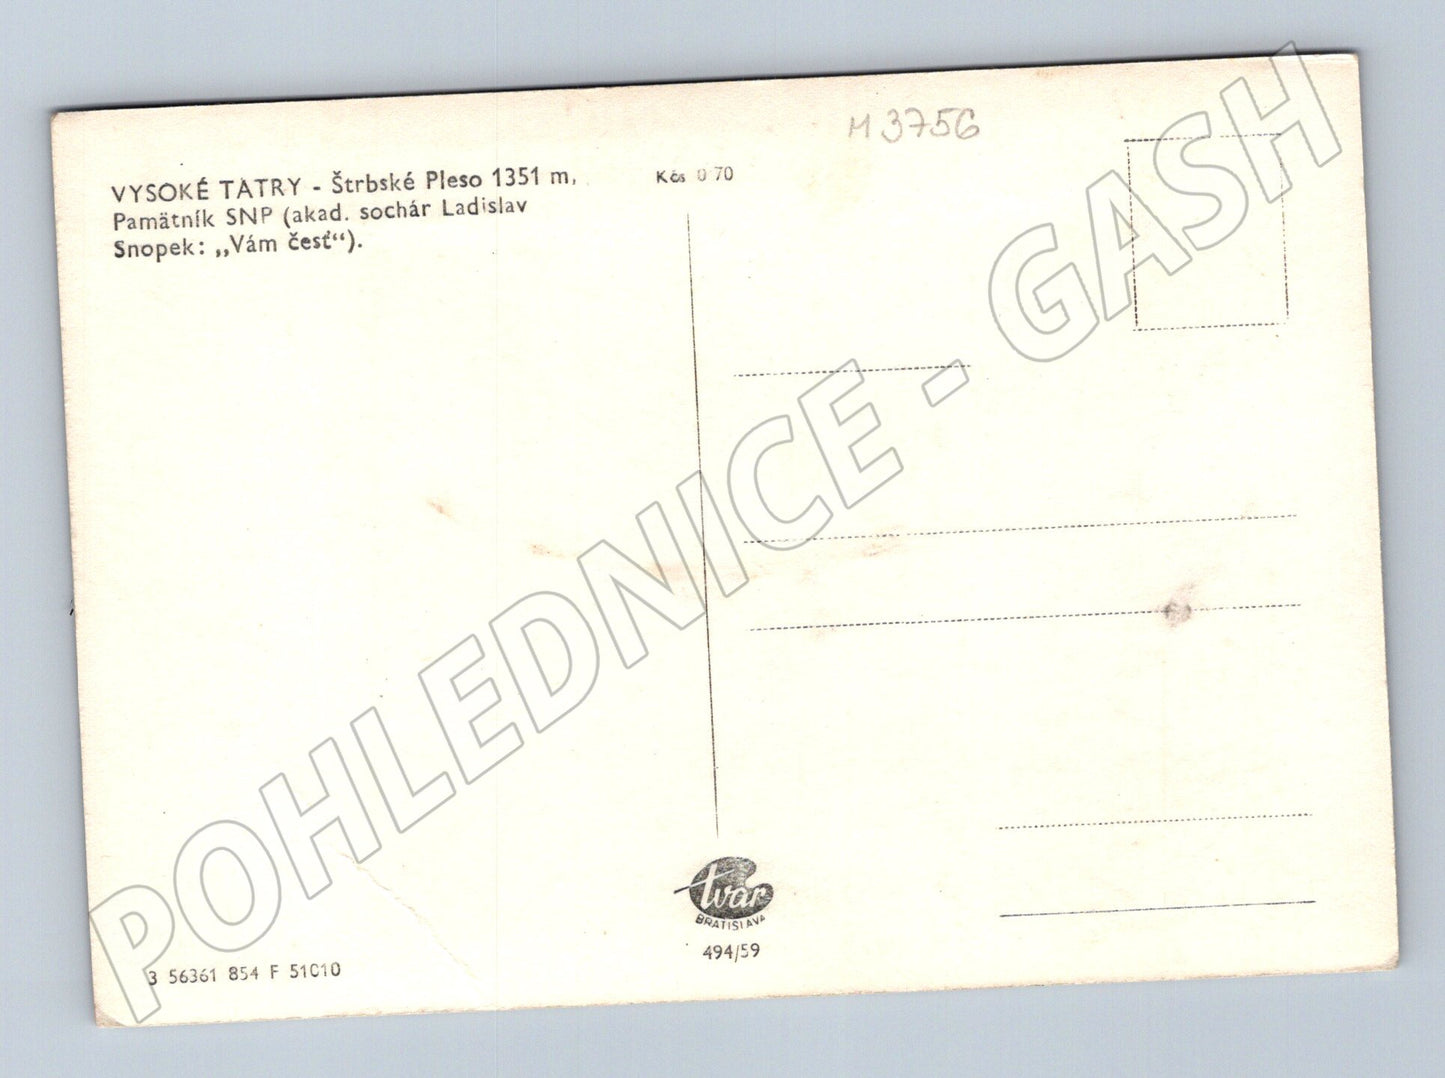 M 3756
VYSOKÉ TATRY - Štrbské Pleso 1351 m,
Pamätník SNP (akad. sochár Ladislav
Snopek: „Vám česť“).
Kčs 0 70
POHLEDNICE - GASH
tvar
BRATISLAVA
494/59
3 56361 854 F 51010